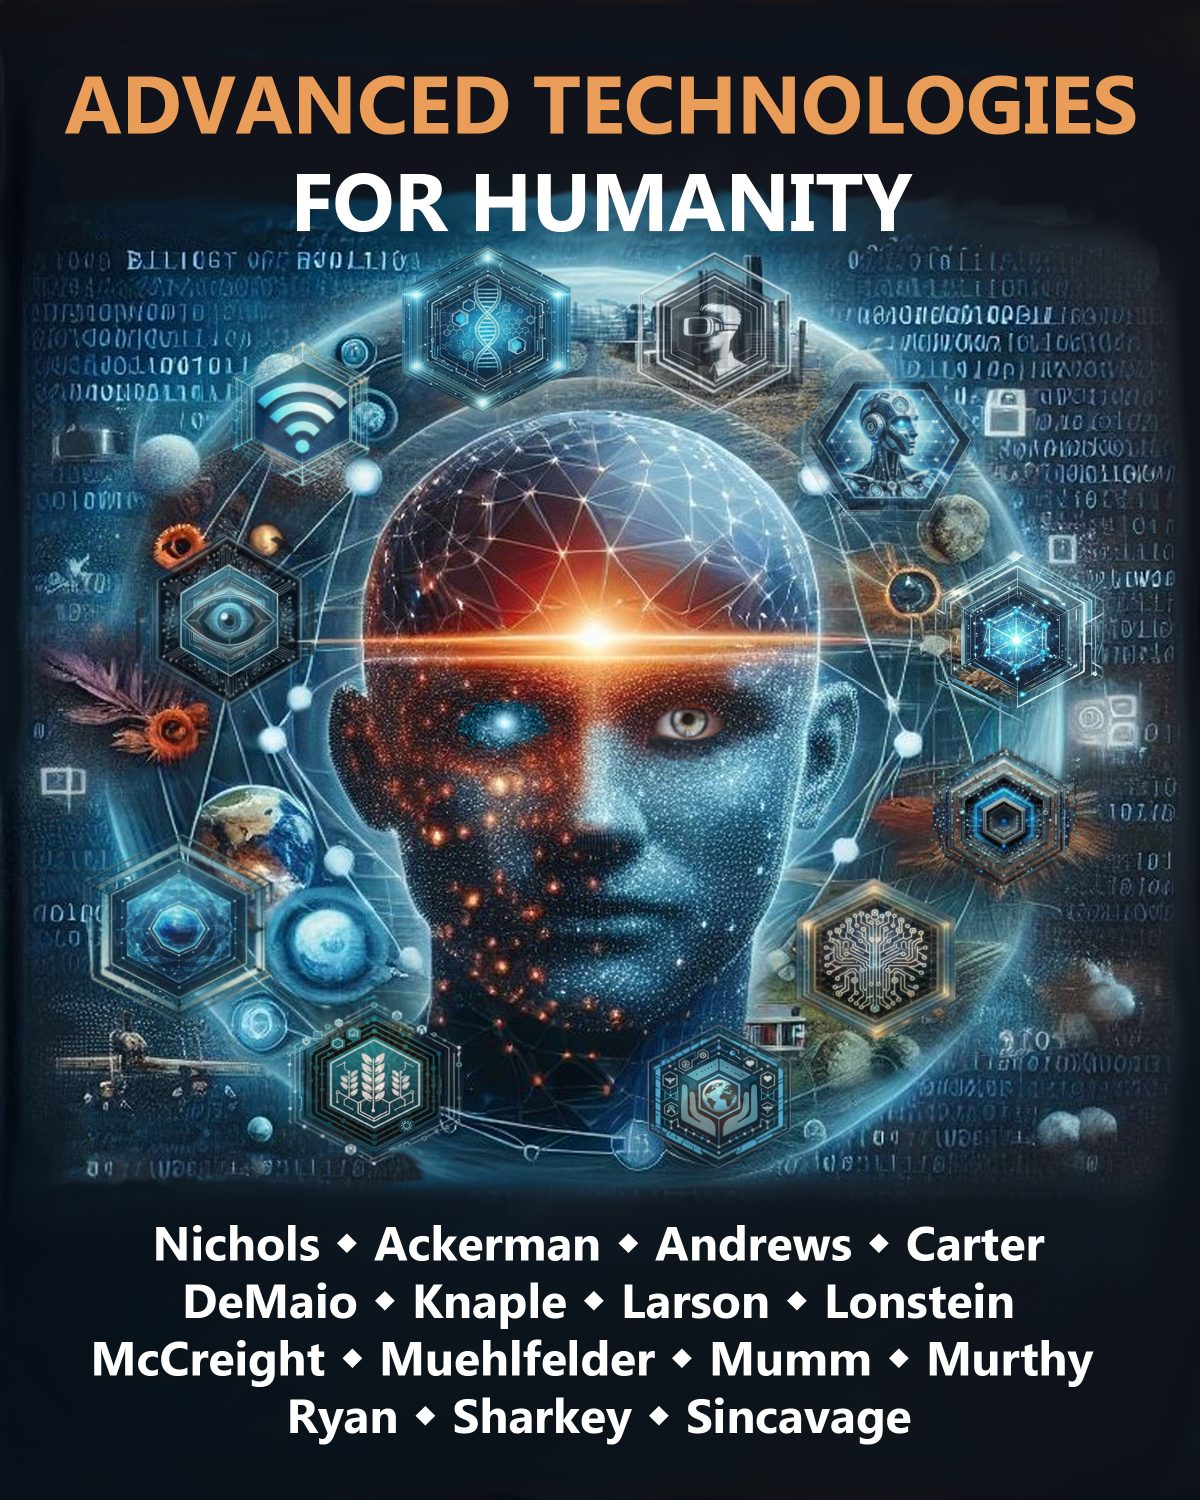 ADVANCED TECHNOLOGIES
FOR HUMANITY
Nichols ◆ Ackerman ◆ Andrews ◆ Carter
DeMaio ◆ Knaple ◆ Larson ◆ Lonstein
McCreight ◆ Muehlfelder ◆ Mumm ◆ Murthy
Ryan ◆ Sharkey ◆ Sincavage